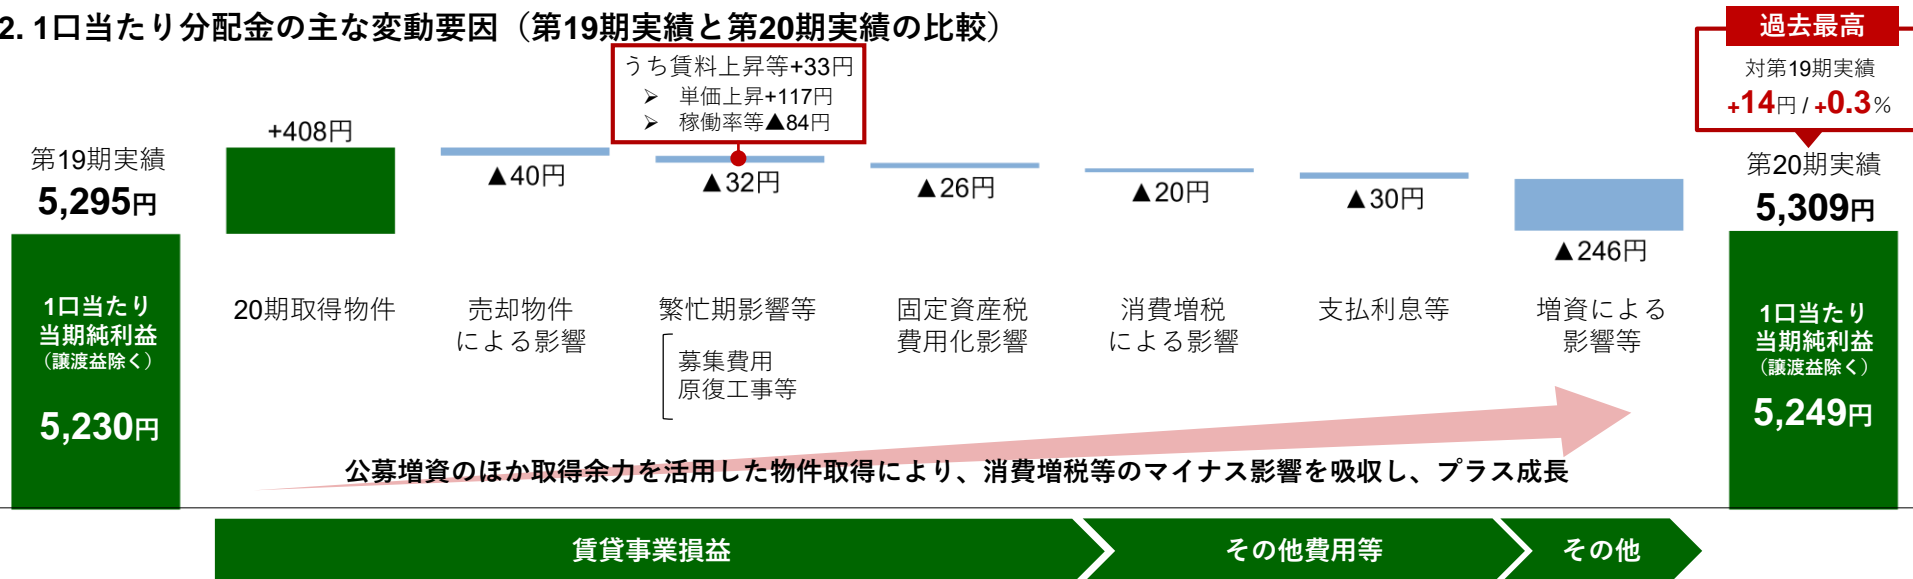 2. 1口当たり分配金の主な変動要因（第19期実績と第20期実績の比較）
過去最高
対第19期実績
+14円 / +0.3%
うち賃料上昇等+33円
➢ 単価上昇+117円
➢ 稼働率等▲84円
第19期実績
5,295円
+408円
▲40円
▲32円
▲26円
▲20円
▲30円
▲246円
第20期実績
5,309円
1口当たり
当期純利益
（譲渡益除く）
5,230円
20期取得物件
売却物件
による影響
繁忙期影響等
募集費用
原復工事等
固定資産税
費用化影響
消費増税
による影響
支払利息等
増資による
影響等
1口当たり
当期純利益
（譲渡益除く）
5,249円
公募増資のほか取得余力を活用した物件取得により、消費増税等のマイナス影響を吸収し、プラス成長
賃貸事業損益
その他費用等
その他